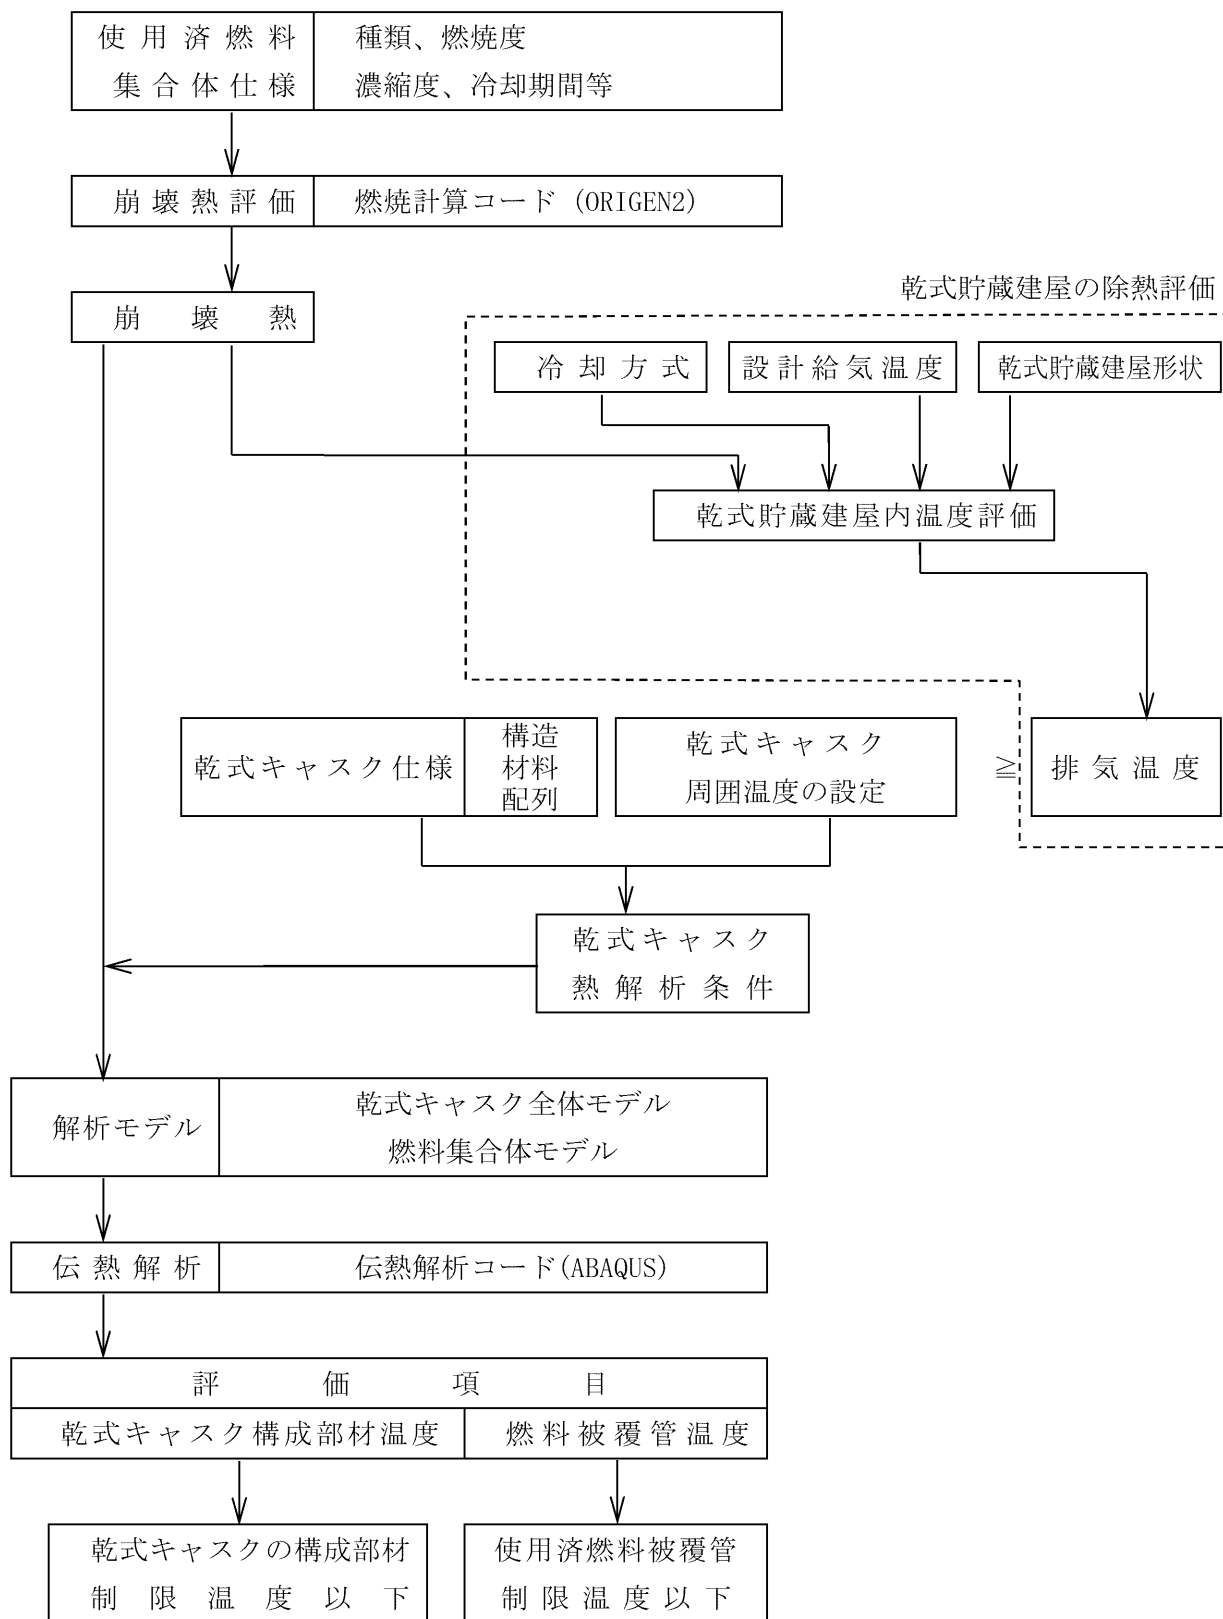 使用済燃料
集合体仕様
種類、燃焼度
濃縮度、冷却期間等
崩壊熱評価
燃焼計算コード (ORIGEN2)
崩壊熱
乾式貯蔵建屋の除熱評価
冷却方式
設計給気温度
乾式貯蔵建屋形状
乾式貯蔵建屋内温度評価
乾式キャスク仕様
構造
材料
配列
乾式キャスク
周囲温度の設定
≧
排気温度
乾式キャスク
熱解析条件
解析モデル
乾式キャスク全体モデル
燃料集合体モデル
伝熱解析
伝熱解析コード(ABAQUS)
評価項目
乾式キャスク構成部材温度
燃料被覆管温度
乾式キャスクの構成部材
制限温度以下
使用済燃料被覆管
制限温度以下